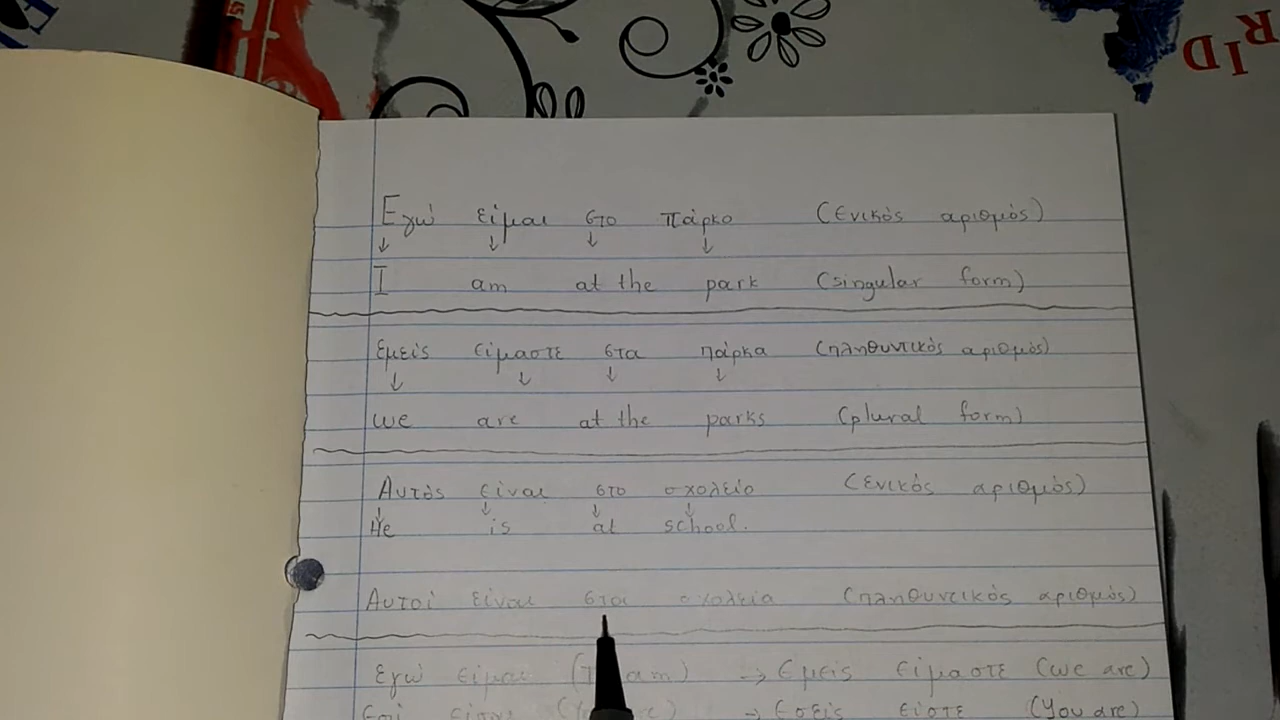 RID
Εγώ είμαι στο πάρκο (ενικός αριθμός)
I am at the park (singular form)
εμείς είμαστε στα πάρκα (πληθυντικός αριθμός)
we are at the parks (plural form)
Αυτός είναι στο σχολείο (ενικός αριθμός)
He is at school.
Αυτοί είναι στα σχολεία (πληθυντικός αριθμός)
εγώ είμαι am) → εμείς είμαστε (we are)
→ εσείς είστε (You are)